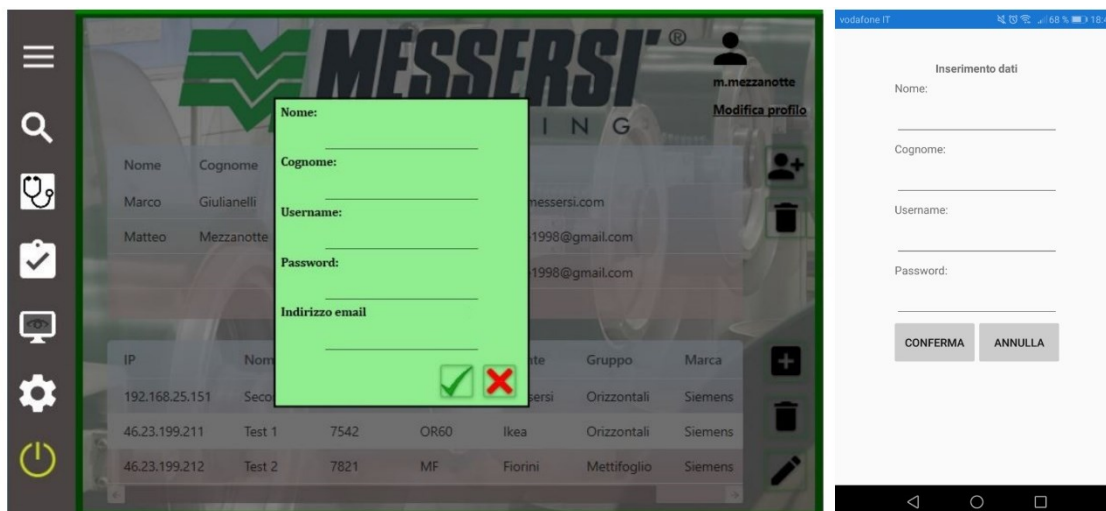 MESSERSI®
I N G
m.mezzanotte
Modifica profilo
Nome Cognome
Marco Giulianelli messersi.com
Matteo Mezzanotte 1998@gmail.com
1998@gmail.com
Nome:
Cognome:
Username:
Password:
Indirizzo email
IP Nom Gruppo Marca
192.168.25.151 Seco ersi Orizzontali Siemens
46.23.199.211 Test 1 7542 OR60 Ikea Orizzontali Siemens
46.23.199.212 Test 2 7821 MF Fiorini Mettifoglio Siemens
vodafone IT 68 % 18:4
Inserimento dati
Nome:
Cognome:
Username:
Password:
CONFERMA ANNULLA